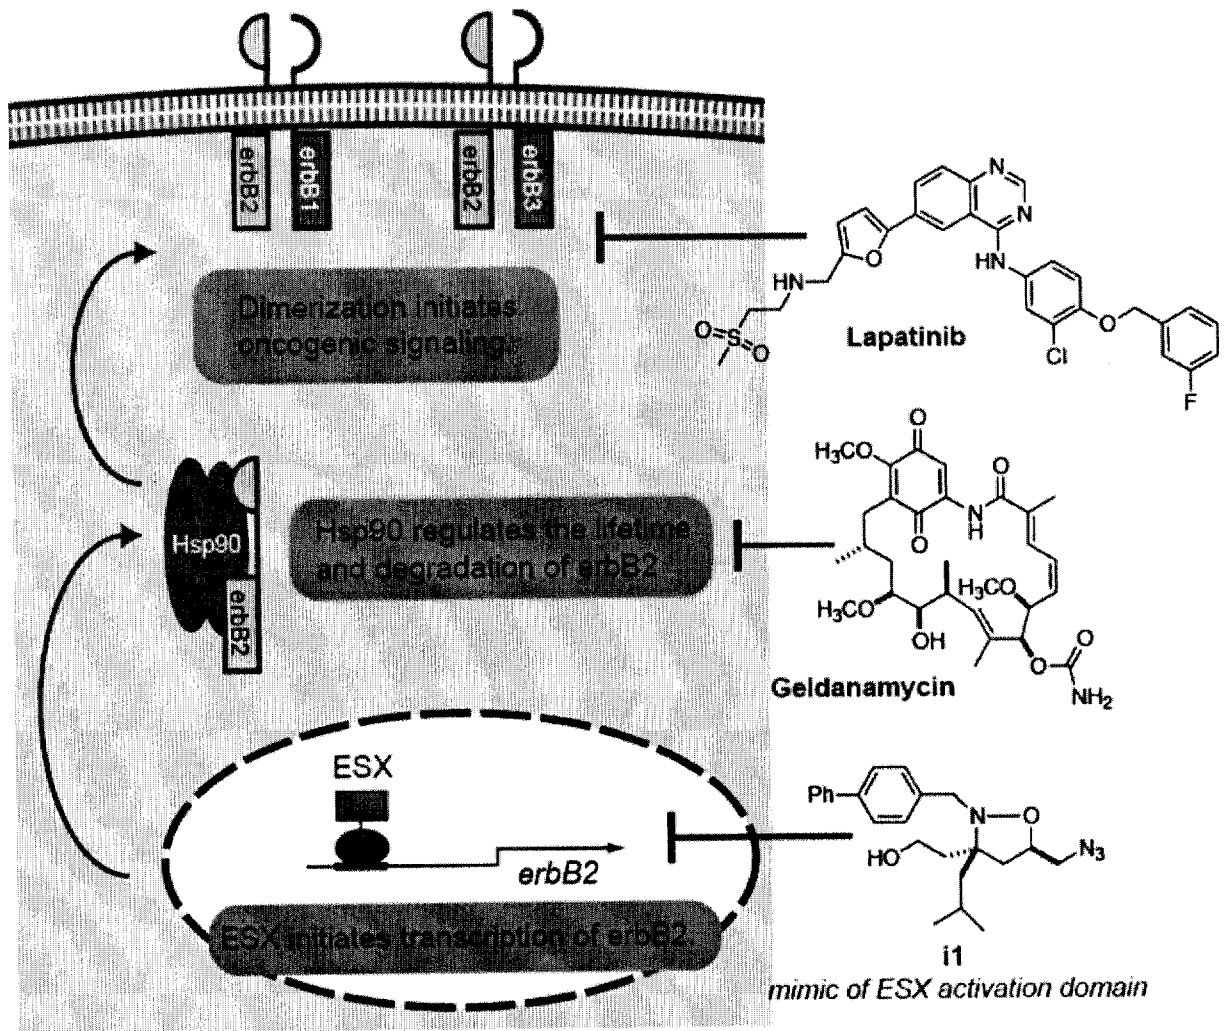 erbB2
erbB1
erbB2
erbB3
Dimerization initiates
oncogenic signaling.
N
N
HN
O
HN
O=S=O
Cl
O
F
Lapatinib
Hsp90
erbB2
Hsp90 regulates the lifetime
and degradation of erbB2
O
H₃CO
O
O
N
H
H₃CO
H₃CO
OH
O
O
NH₂
Geldanamycin
ESX
erbB2
ESX initiates transcription of erbB2.
Ph
N
O
HO
N₃
i1
mimic of ESX activation domain